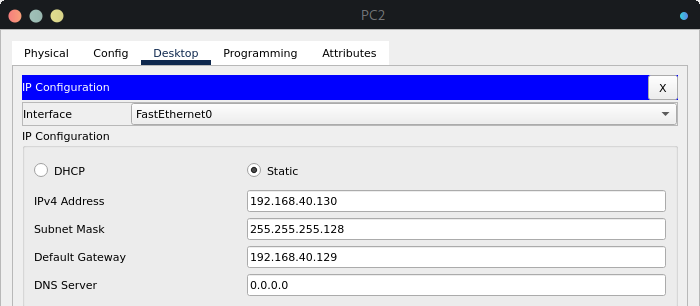 PC2
Physical Config Desktop Programming Attributes
IP Configuration X
Interface FastEthernet0
IP Configuration
DHCP Static
IPv4 Address 192.168.40.130
Subnet Mask 255.255.255.128
Default Gateway 192.168.40.129
DNS Server 0.0.0.0